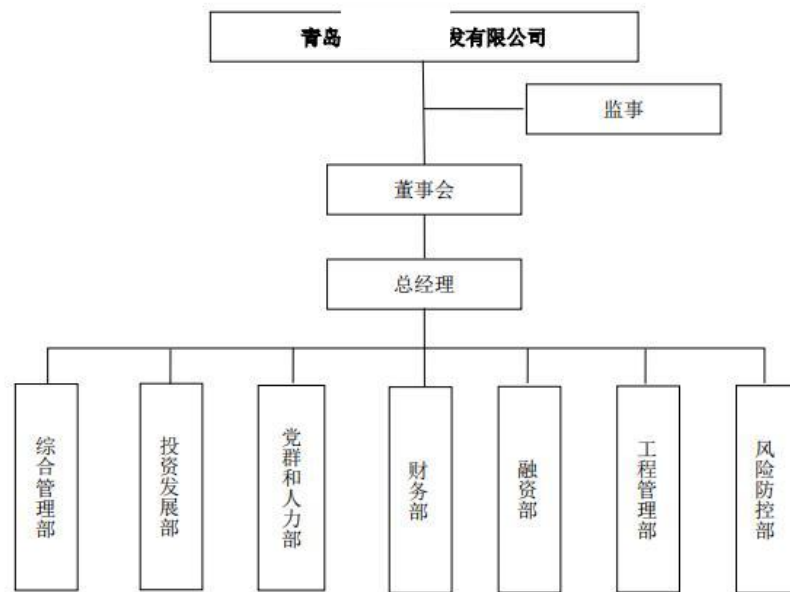 青岛 发有限公司
监事
董事会
总经理
综合管理部
投资发展部
党群和人力部
财务部
融资部
工程管理部
风险防控部